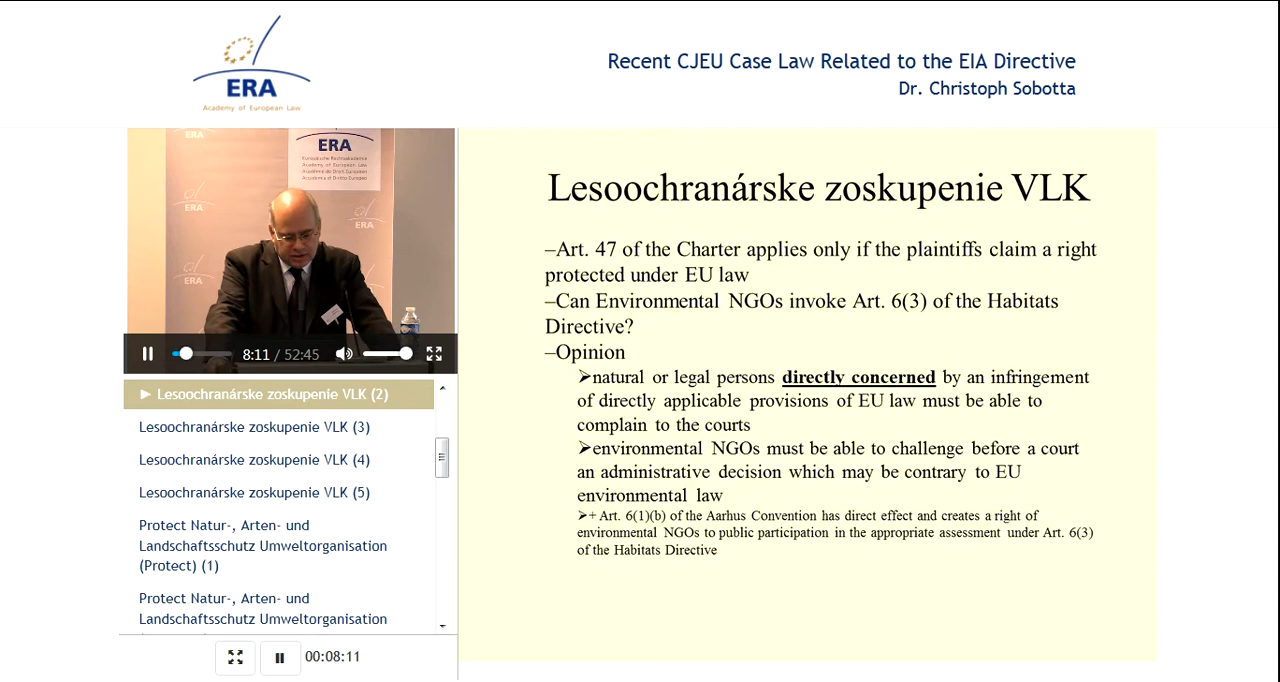 ERA
Academy of European Law
Recent CJEU Case Law Related to the EIA Directive
Dr. Christoph Sobotta
ERA
ERA
Europäische Rechtsakademie
Academy of European Law
Académie de Droit Européen
Accademia di Diritto Europeo
ERA
ERA
ERA
8:11 / 52:45
► Lesoochranárske zoskupenie VLK (2)
Lesoochranárske zoskupenie VLK (3)
Lesoochranárske zoskupenie VLK (4)
Lesoochranárske zoskupenie VLK (5)
Protect Natur-, Arten- und
Landschaftsschutz Umweltorganisation
(Protect) (1)
Protect Natur-, Arten- und
Landschaftsschutz Umweltorganisation
00:08:11
Lesoochranárske zoskupenie VLK
–Art. 47 of the Charter applies only if the plaintiffs claim a right
protected under EU law
–Can Environmental NGOs invoke Art. 6(3) of the Habitats
Directive?
–Opinion
➢natural or legal persons directly concerned by an infringement
of directly applicable provisions of EU law must be able to
complain to the courts
➢environmental NGOs must be able to challenge before a court
an administrative decision which may be contrary to EU
environmental law
➢+ Art. 6(1)(b) of the Aarhus Convention has direct effect and creates a right of
environmental NGOs to public participation in the appropriate assessment under Art. 6(3)
of the Habitats Directive